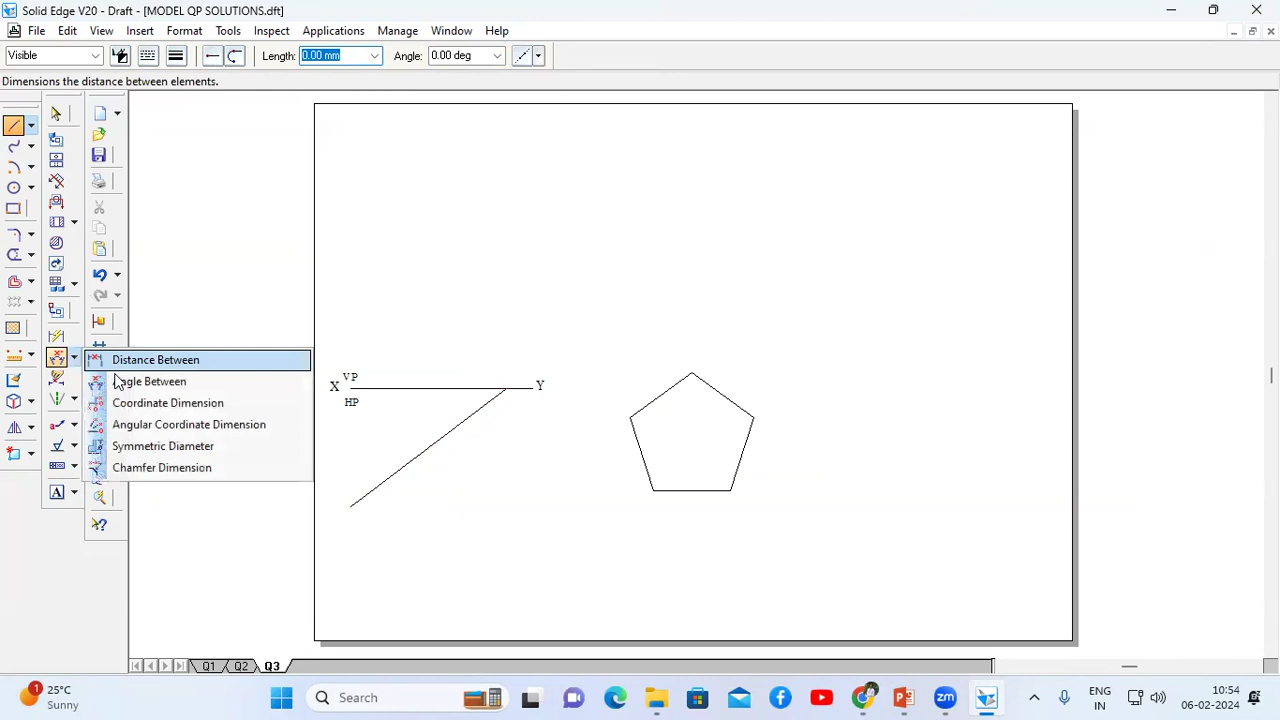 Solid Edge V20 - Draft - [MODEL QP SOLUTIONS.dft]
File Edit View Insert Format Tools Inspect Applications Manage Window Help
Visible Length: 0.00 mm Angle: 0.00 deg
Dimensions the distance between elements.
Distance Between
gle Between
Coordinate Dimension
Angular Coordinate Dimension
Symmetric Diameter
Chamfer Dimension
A
VP
X Y
HP
Q1 Q2 Q3
1
25°C
Sunny
Search
zm
ENG
IN
10:54
06-02-2024